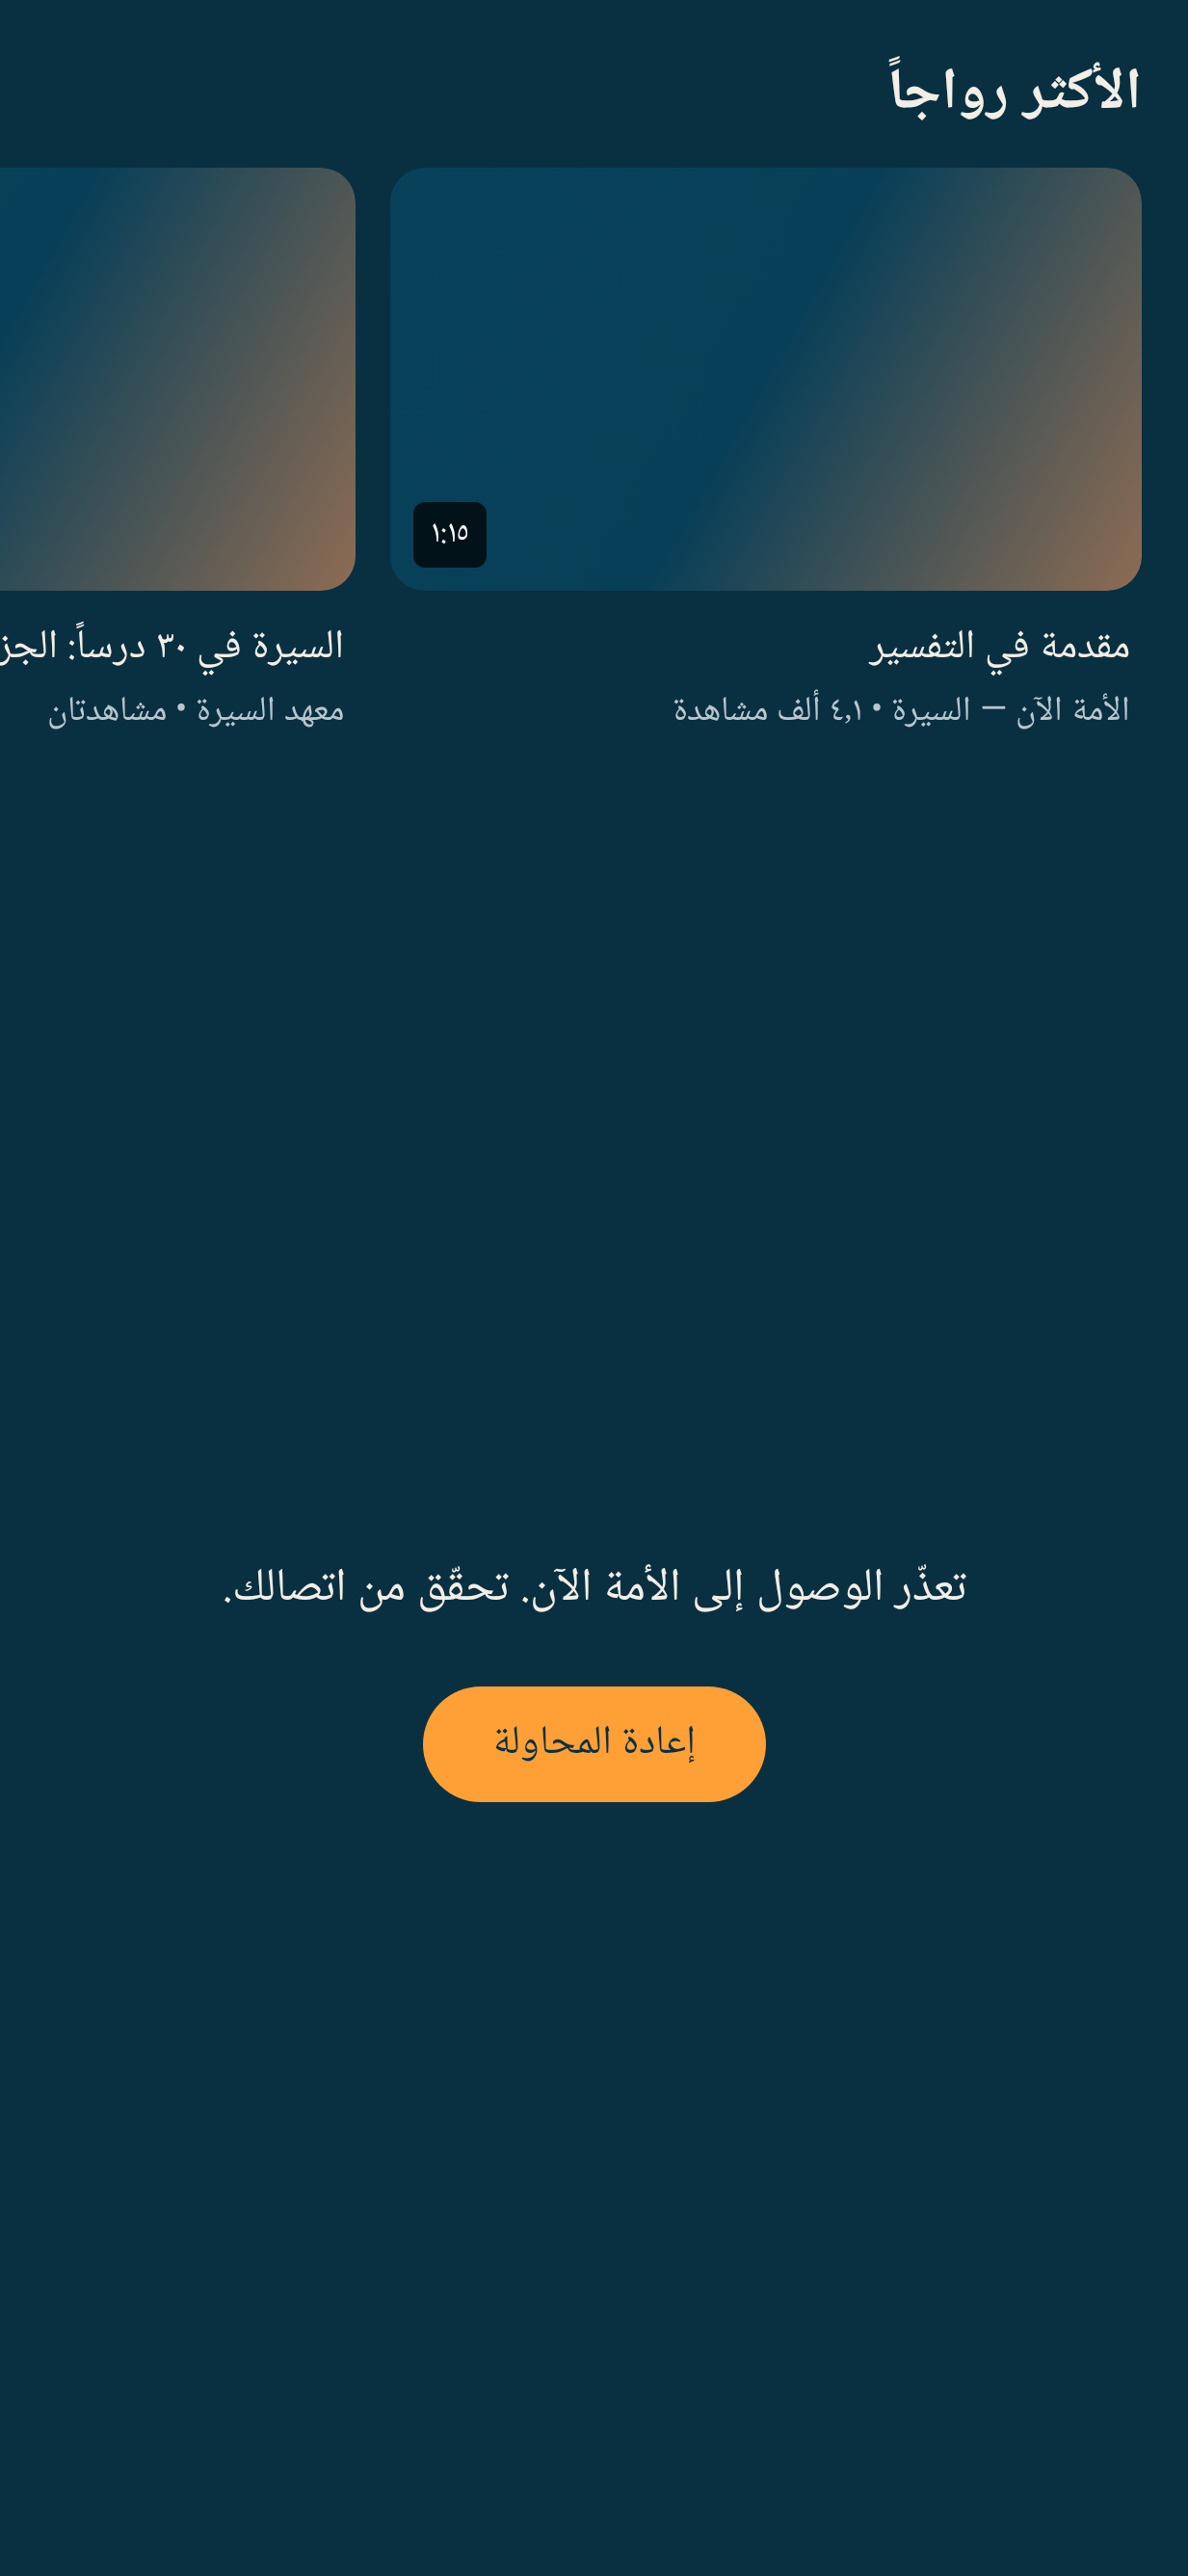 الأكثر رواجاً
١:١٥
مقدمة في التفسير
الأمة الآن — السيرة • ٤٫١ ألف مشاهدة
السيرة في ٣٠ درساً: الجز
معهد السيرة • مشاهدتان
تعذّر الوصول إلى الأمة الآن. تحقّق من اتصالك.
إعادة المحاولة